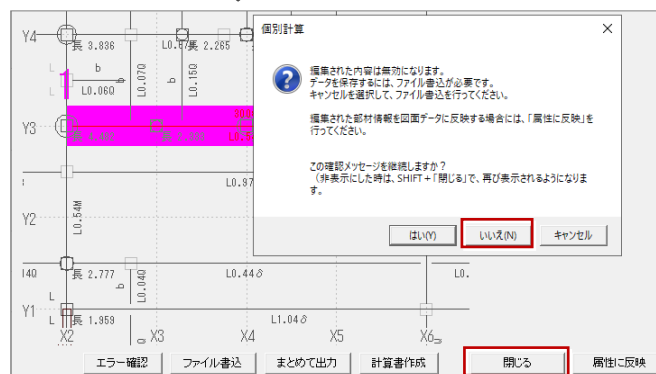 個別計算
編集された内容は無効になります。
データを保存するには、ファイル書込が必要です。
キャンセルを選択して、ファイル書込を行ってください。
編集された部材情報を図面データに反映する場合には、「属性に反映」を
行ってください。
この確認メッセージを継続しますか?
（非表示にした時は、SHIFT+「閉じる」で、再び表示されるようになりま
す。
はい(Y)
いいえ(N)
キャンセル
Y4
長 3.836
2.265
L
b
b
L0.060
L0.070
b
L0.150
L
Y3
長 4.492
L0.97
Y2
L0.54M
140
長 2.777
b
L0.040
L0.44δ
L0.
L
Y1
L
長 1.959
L1.04δ
X2
X3
X4
X5
X6
エラー確認
ファイル書込
まとめて出力
計算書作成
閉じる
属性に反映